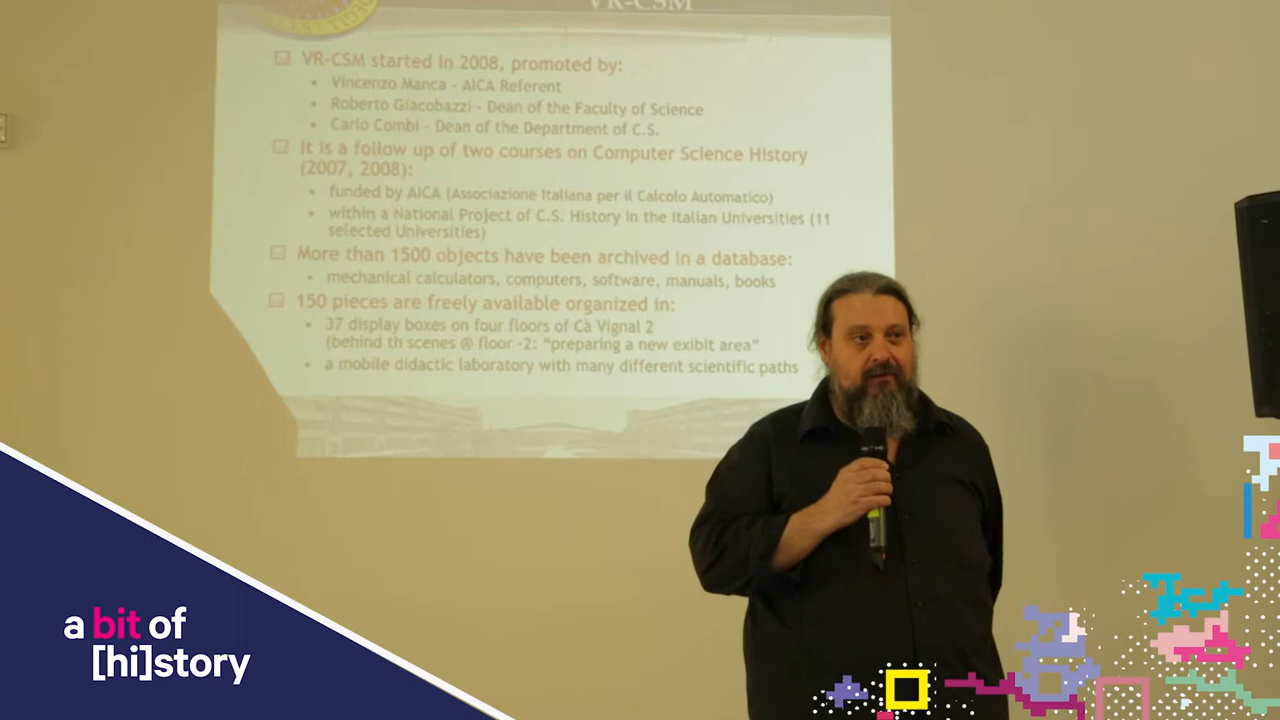 VR-CSM
VR-CSM started in 2008, promoted by:
Vincenzo Manca - AICA Referent
Roberto Giacobazzi - Dean of the Faculty of Science
Carlo Combi - Dean of the Department of C.S.
It is a follow up of two courses on Computer Science History
(2007, 2008):
funded by AICA (Associazione Italiana per il Calcolo Automatico)
within a National Project of C.S. History in the Italian Universities (11
selected Universities)
More than 1500 objects have been archived in a database:
mechanical calculators, computers, software, manuals, books
150 pieces are freely available organized in:
37 display boxes on four floors of Cà Vignal 2
(behind th scenes @ floor -2: “preparing a new exibit area”
a mobile didactic laboratory with many different scientific paths
a bit of
[hi]story